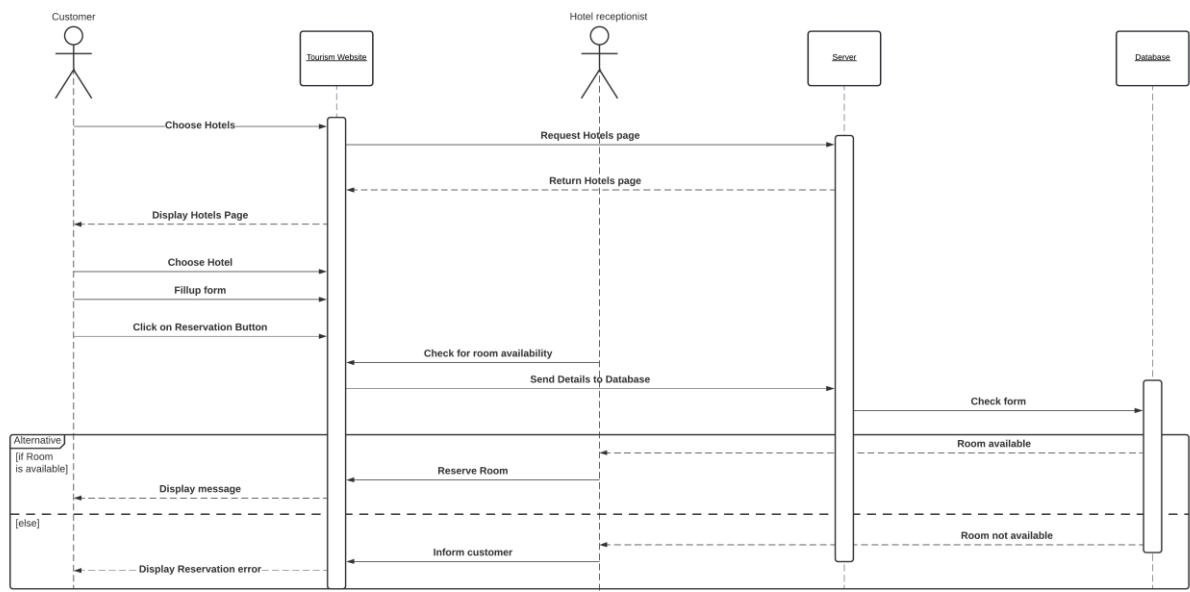 Customer
Hotel receptionist
Tourism Website
Server
Database
Choose Hotels
Request Hotels page
Return Hotels page
Display Hotels Page
Choose Hotel
Fillup form
Click on Reservation Button
Check for room availability
Send Details to Database
Check form
Alternative
[if Room
is available]
Room available
Reserve Room
Display message
[else]
Room not available
Inform customer
Display Reservation error